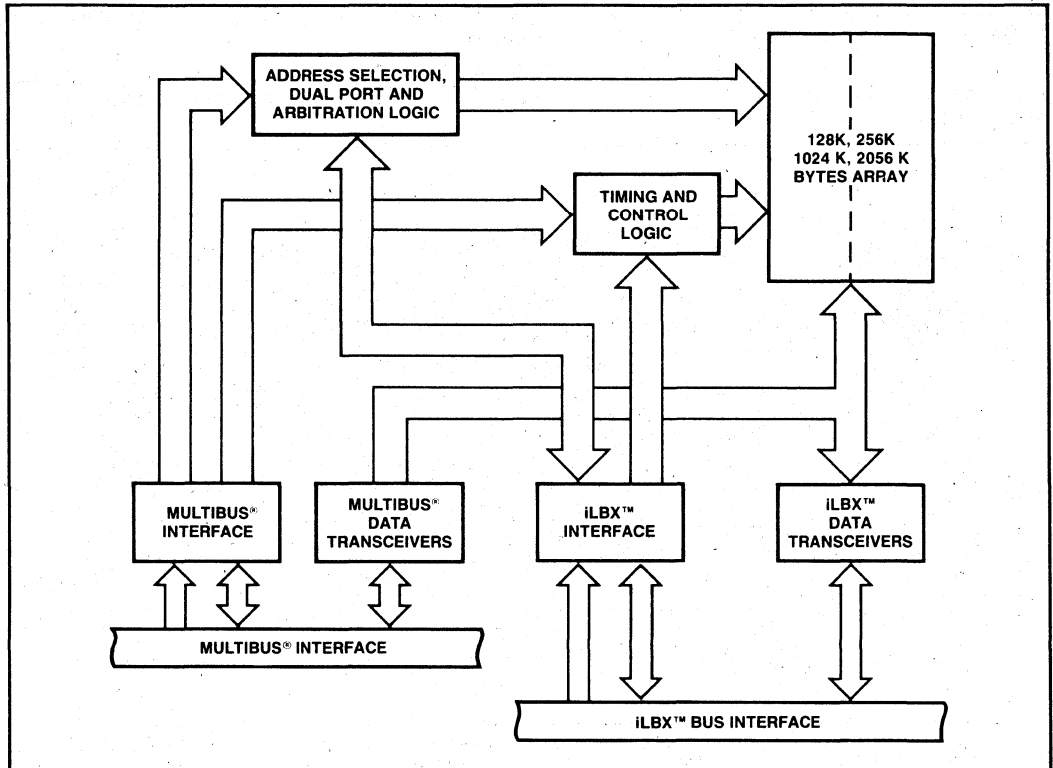 ADDRESS SELECTION,
DUAL PORT AND
ARBITRATION LOGIC
128K, 256K
1024 K, 2056 K
BYTES ARRAY
TIMING AND
CONTROL
LOGIC
MULTIBUS®
INTERFACE
MULTIBUS®
DATA
TRANSCEIVERS
iLBX™
INTERFACE
iLBX™
DATA
TRANSCEIVERS
MULTIBUS® INTERFACE
iLBX™ BUS INTERFACE